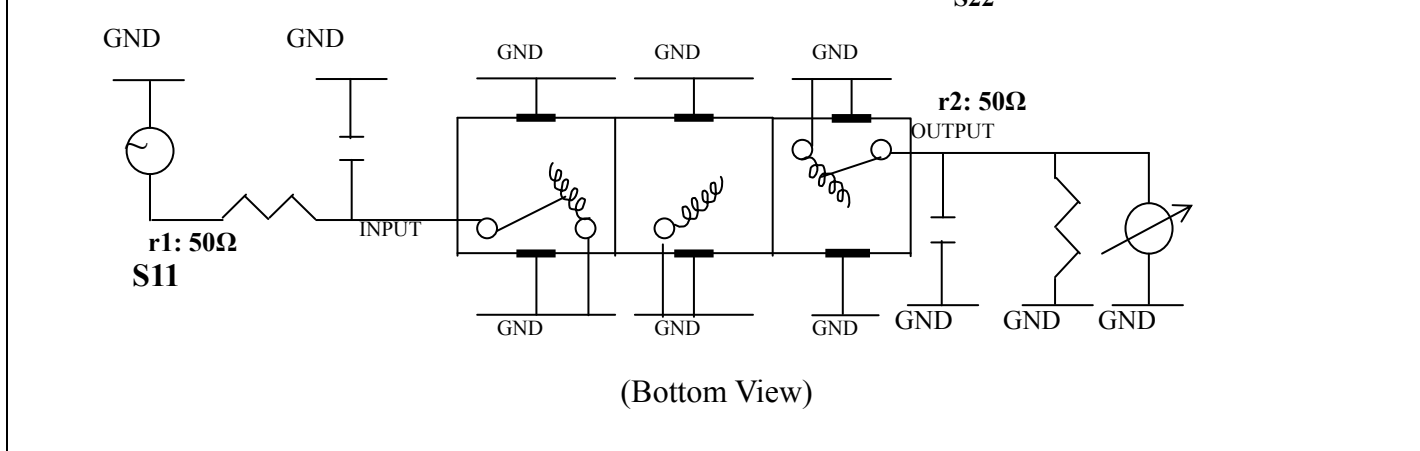 S22
GND GND GND GND GND
r2: 50Ω
OUTPUT
INPUT
r1: 50Ω
S11
GND GND GND GND GND GND
(Bottom View)